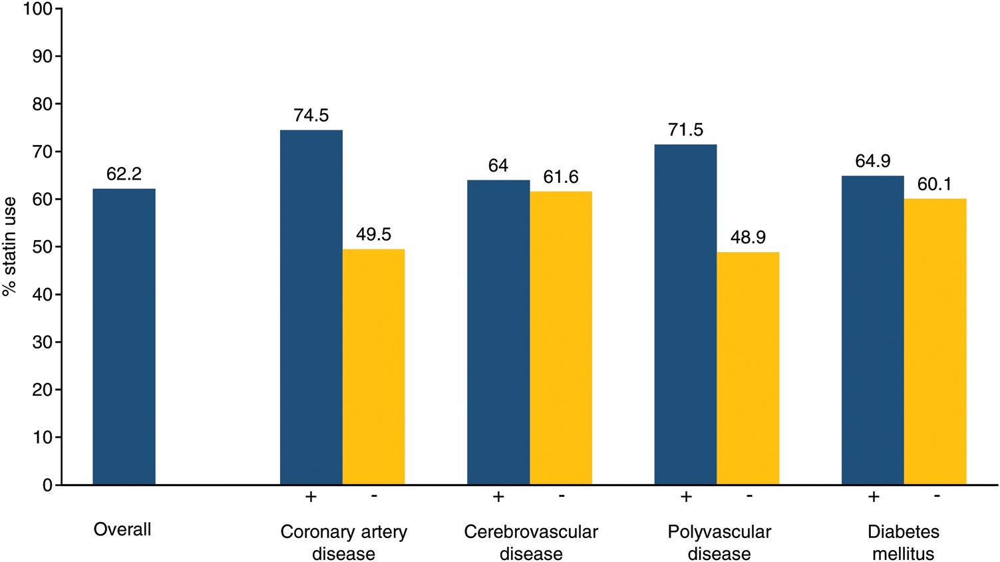 100
90
80
70
60
50
40
30
20
10
0
% statin use
62.2
74.5
49.5
64
61.6
71.5
48.9
64.9
60.1
+ - + - + - + -
Overall
Coronary artery
disease
Cerebrovascular
disease
Polyvascular
disease
Diabetes
mellitus